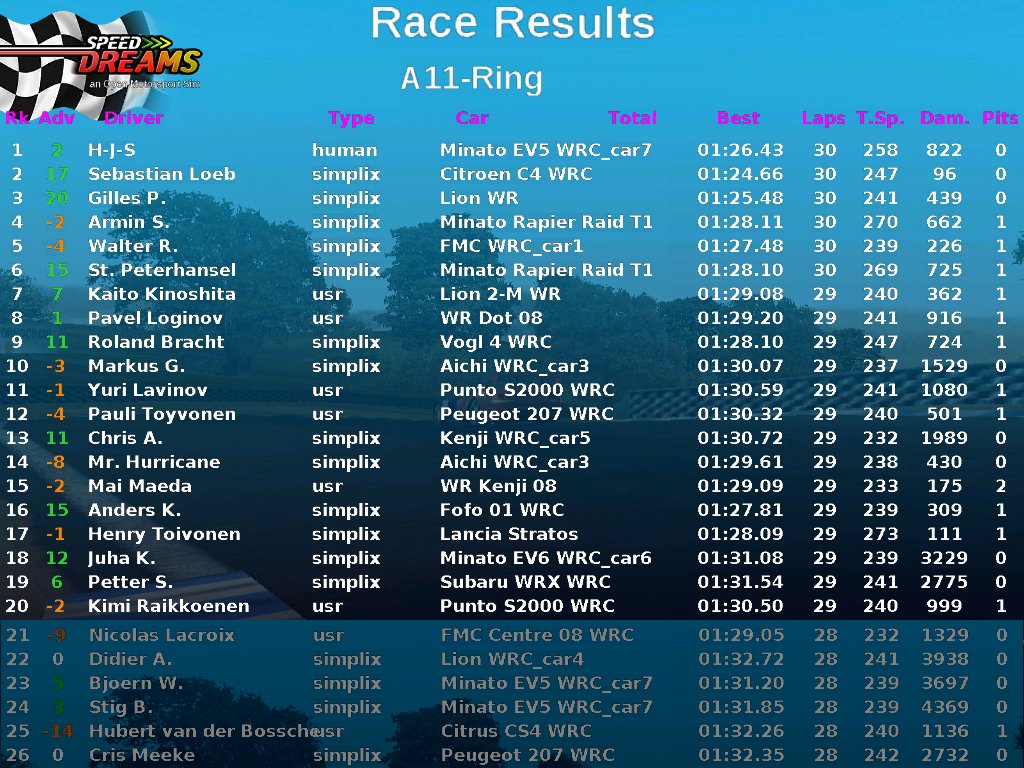 Race Results
SPEED
DREAMS
an Open Motorsport Sim
A11-Ring
Rk Adv Driver Type Car Total Best Laps T.Sp. Dam. Pits
1 2 H-J-S human Minato EV5 WRC_car7 01:26.43 30 258 822 0
2 17 Sebastian Loeb simplix Citroen C4 WRC 01:24.66 30 247 96 0
3 20 Gilles P. simplix Lion WR 01:25.48 30 241 439 0
4 -2 Armin S. simplix Minato Rapier Raid T1 01:28.11 30 270 662 1
5 -4 Walter R. simplix FMC WRC_car1 01:27.48 30 239 226 1
6 15 St. Peterhansel simplix Minato Rapier Raid T1 01:28.10 30 269 725 1
7 7 Kaito Kinoshita usr Lion 2-M WR 01:29.08 29 240 362 1
8 1 Pavel Loginov usr WR Dot 08 01:29.20 29 241 916 1
9 11 Roland Bracht simplix Vogl 4 WRC 01:28.10 29 247 724 1
10 -3 Markus G. simplix Aichi WRC_car3 01:30.07 29 237 1529 0
11 -1 Yuri Lavinov usr Punto S2000 WRC 01:30.59 29 241 1080 1
12 -4 Pauli Toyvonen usr Peugeot 207 WRC 01:30.32 29 240 501 1
13 11 Chris A. simplix Kenji WRC_car5 01:30.72 29 232 1989 0
14 -8 Mr. Hurricane simplix Aichi WRC_car3 01:29.61 29 238 430 0
15 -2 Mai Maeda usr WR Kenji 08 01:29.09 29 233 175 2
16 15 Anders K. simplix Fofo 01 WRC 01:27.81 29 239 309 1
17 -1 Henry Toivonen simplix Lancia Stratos 01:28.09 29 273 111 1
18 12 Juha K. simplix Minato EV6 WRC_car6 01:31.08 29 239 3229 0
19 6 Petter S. simplix Subaru WRX WRC 01:31.54 29 241 2775 0
20 -2 Kimi Raikkoenen usr Punto S2000 WRC 01:30.50 29 240 999 1
21 -9 Nicolas Lacroix usr FMC Centre 08 WRC 01:29.05 28 232 1329 0
22 0 Didier A. simplix Lion WRC_car4 01:32.72 28 241 3938 0
23 5 Bjoern W. simplix Minato EV5 WRC_car7 01:31.20 28 239 3697 0
24 3 Stig B. simplix Minato EV5 WRC_car7 01:31.85 28 239 4369 0
25 -14 Hubert van der Bossche usr Citrus CS4 WRC 01:32.26 28 240 1136 1
26 0 Cris Meeke simplix Peugeot 207 WRC 01:32.35 28 242 2732 0